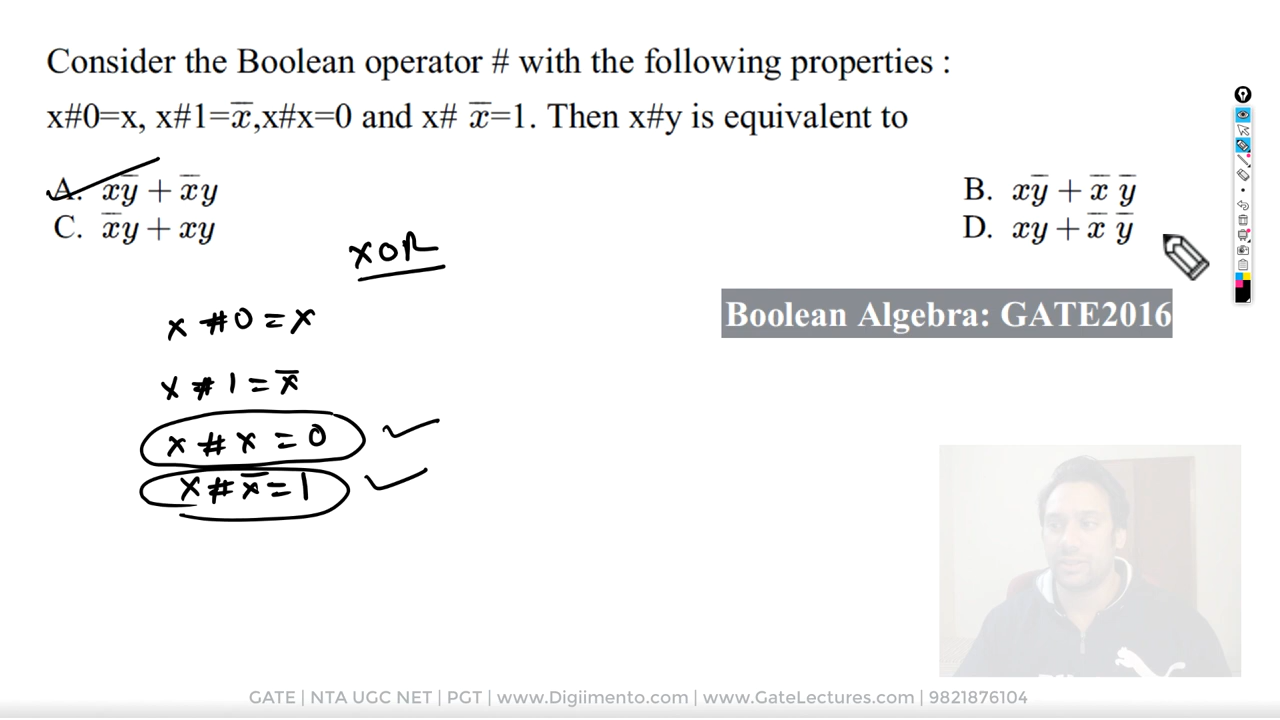 Consider the Boolean operator # with the following properties :
x#0=x, x#1=x̅,x#x=0 and x# x̅=1. Then x#y is equivalent to
A. xy̅ + x̅y
B. xy̅ + x̅ y̅
C. x̅y + xy
D. xy + x̅ y̅
XOR
Boolean Algebra: GATE2016
x # 0 = x
x # 1 = x̅
x # x = 0
x # x̅ = 1
GATE | NTA UGC NET | PGT | www.Digiimento.com | www.GateLectures.com | 9821876104